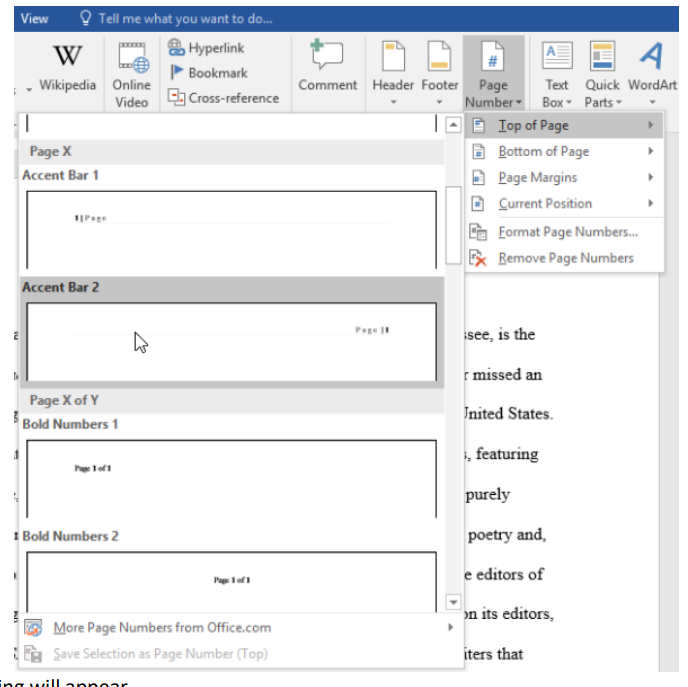 View Tell me what you want to do...
Wikipedia
Online Video
Hyperlink
Bookmark
Cross-reference
Comment
Header
Footer
Page Number
Text Box
Quick Parts
WordArt
Top of Page
Bottom of Page
Page Margins
Current Position
Format Page Numbers...
Remove Page Numbers
Page X
Accent Bar 1
1|Page
Accent Bar 2
Page|1
Page X of Y
Bold Numbers 1
Page 1 of 1
Bold Numbers 2
Page 1 of 1
More Page Numbers from Office.com
Save Selection as Page Number (Top)
is the
missed an
States.
featuring
purely
poetry and,
editors of
its editors,
that
will appear